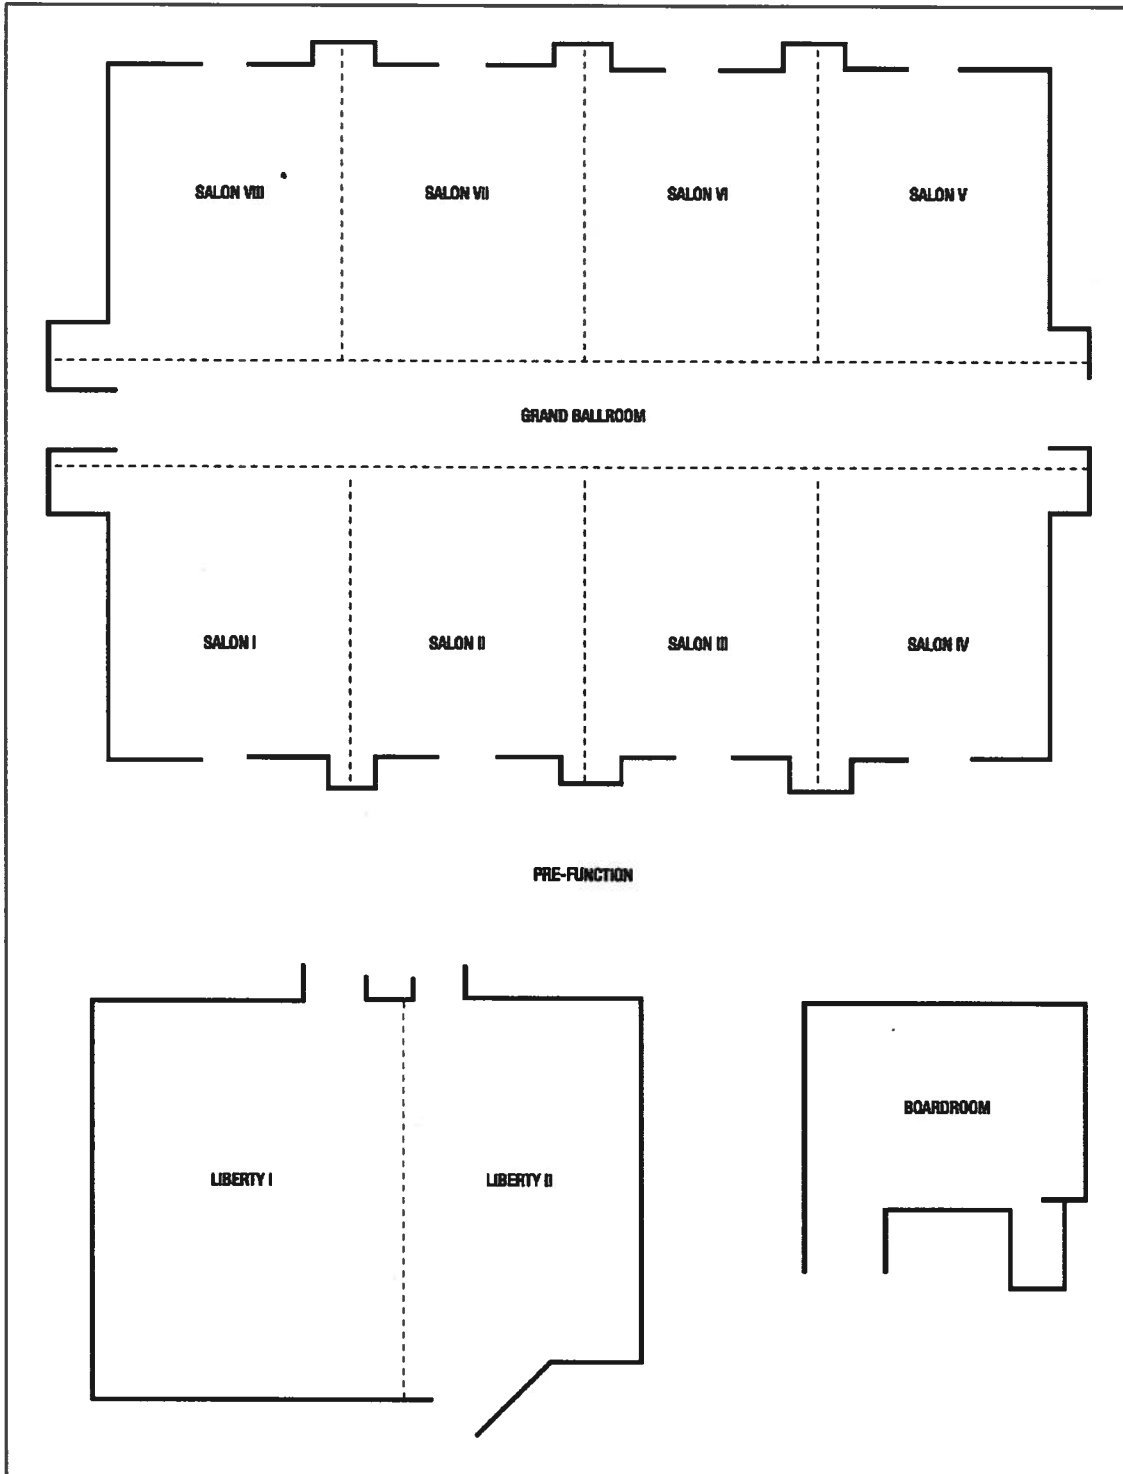 SALON VIII
SALON VII
SALON VI
SALON V
GRAND BALLROOM
SALON I
SALON II
SALON III
SALON IV
PRE-FUNCTION
BOARDROOM
LIBERTY I
LIBERTY II